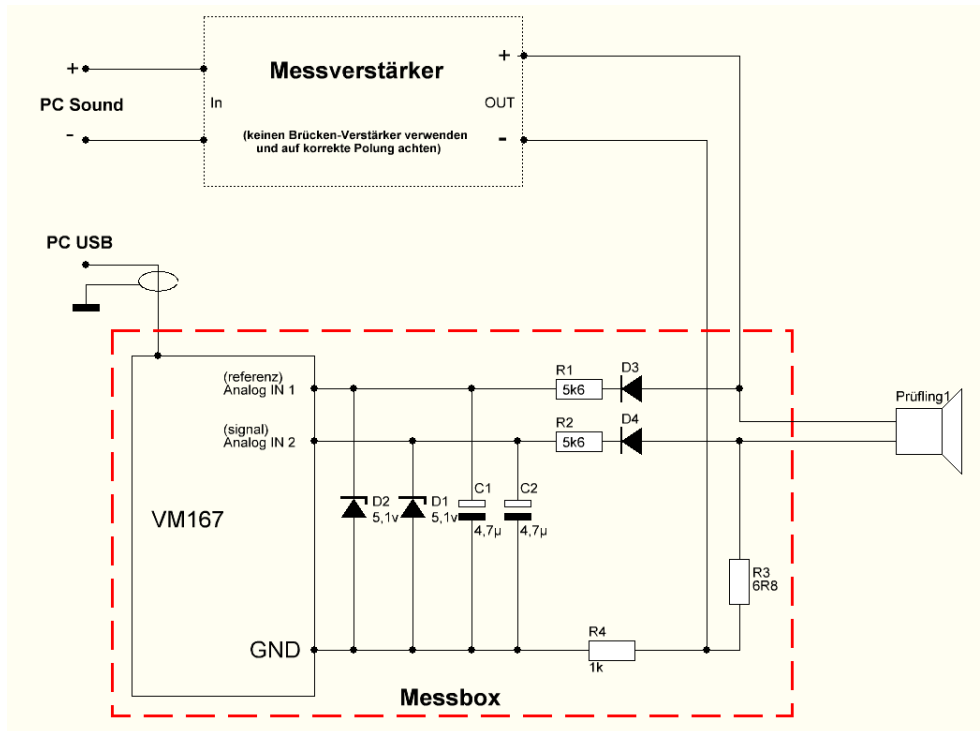 +
Messverstärker
+
PC Sound
In
OUT
-
(keinen Brücken-Verstärker verwenden
und auf korrekte Polung achten)
-
PC USB
(referenz)
Analog IN 1
R1
5k6
D3
Prüfling1
(signal)
Analog IN 2
R2
5k6
D4
VM167
D2
5,1v
D1
5,1v
C1
4,7µ
C2
4,7µ
R3
6R8
GND
R4
1k
Messbox